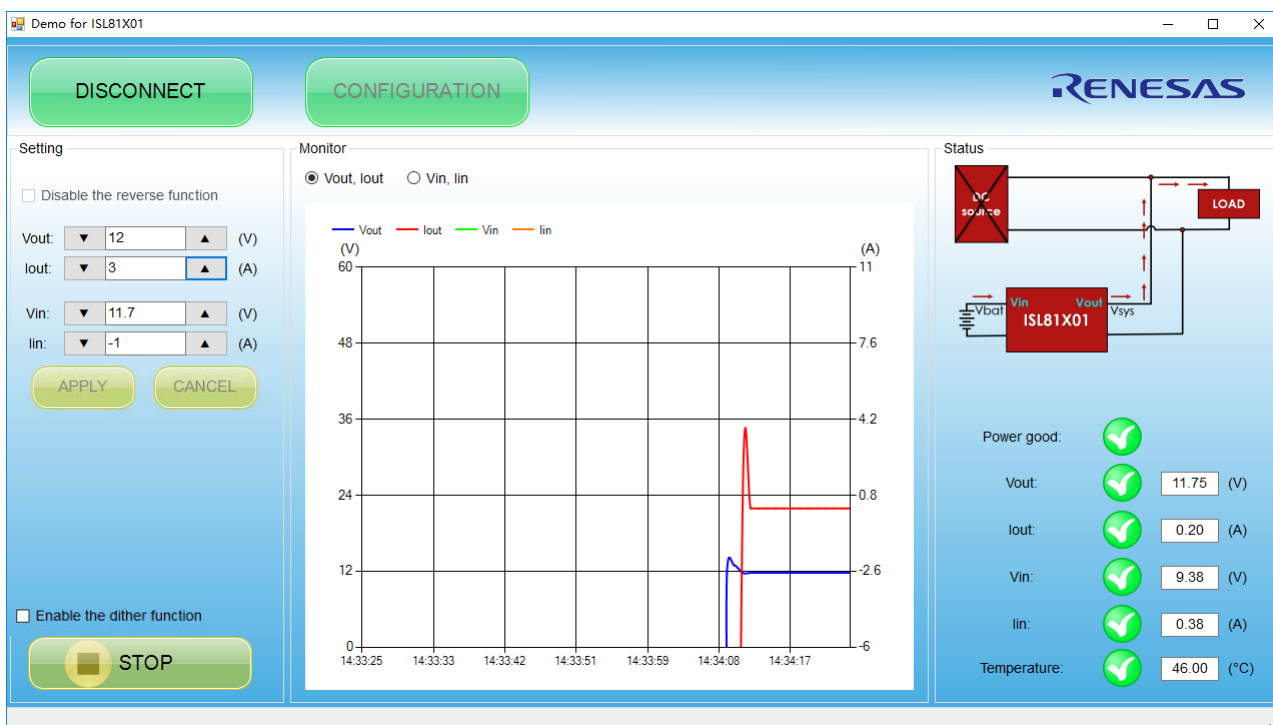 Demo for ISL81X01
DISCONNECT
CONFIGURATION
RENESAS
Setting
Disable the reverse function
Vout: ▼ 12 ▲ (V)
Iout: ▼ 3 ▲ (A)
Vin: ▼ 11.7 ▲ (V)
Iin: ▼ -1 ▲ (A)
APPLY CANCEL
Enable the dither function
STOP
Monitor
Vout, Iout Vin, Iin
Vout Iout Vin Iin
(V) (A)
60 11
48 7.6
36 4.2
24 0.8
12 -2.6
0 -6
14:33:25 14:33:33 14:33:42 14:33:51 14:33:59 14:34:08 14:34:17
Status
DC
source
LOAD
Vin Vout
Vbat ISL81X01 Vsys
Power good:
Vout: 11.75 (V)
Iout: 0.20 (A)
Vin: 9.38 (V)
Iin: 0.38 (A)
Temperature: 46.00 (°C)